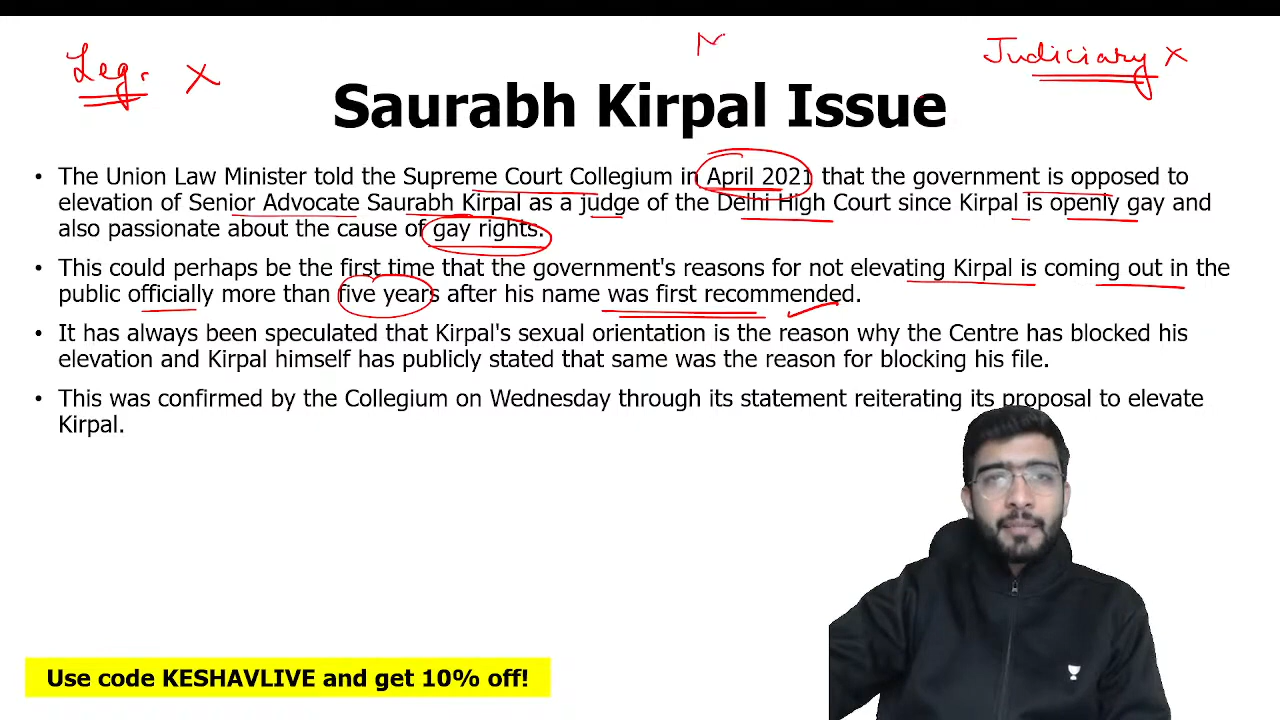 Leg. X
N
Judiciary X
Saurabh Kirpal Issue
• The Union Law Minister told the Supreme Court Collegium in April 2021 that the government is opposed to
elevation of Senior Advocate Saurabh Kirpal as a judge of the Delhi High Court since Kirpal is openly gay and
also passionate about the cause of gay rights.
• This could perhaps be the first time that the government's reasons for not elevating Kirpal is coming out in the
public officially more than five years after his name was first recommended.
• It has always been speculated that Kirpal's sexual orientation is the reason why the Centre has blocked his
elevation and Kirpal himself has publicly stated that same was the reason for blocking his file.
• This was confirmed by the Collegium on Wednesday through its statement reiterating its proposal to elevate
Kirpal.
Use code KESHAVLIVE and get 10% off!